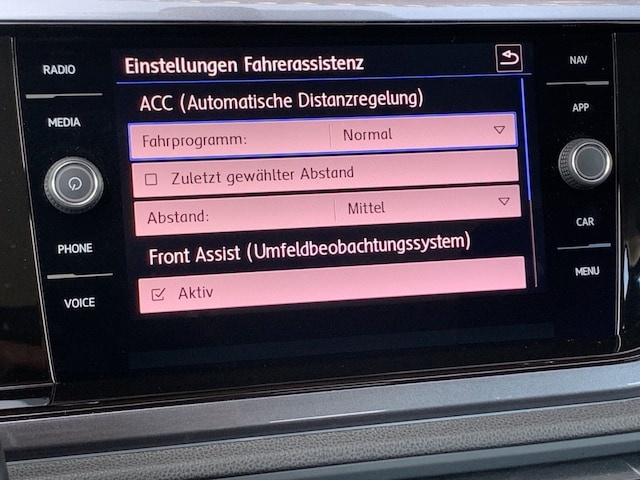 RADIO
MEDIA
PHONE
VOICE
Einstellungen Fahrerassistenz
ACC (Automatische Distanzregelung)
Fahrprogramm: Normal
Zuletzt gewählter Abstand
Abstand: Mittel
Front Assist (Umfeldbeobachtungssystem)
Aktiv
NAV
APP
CAR
MENU